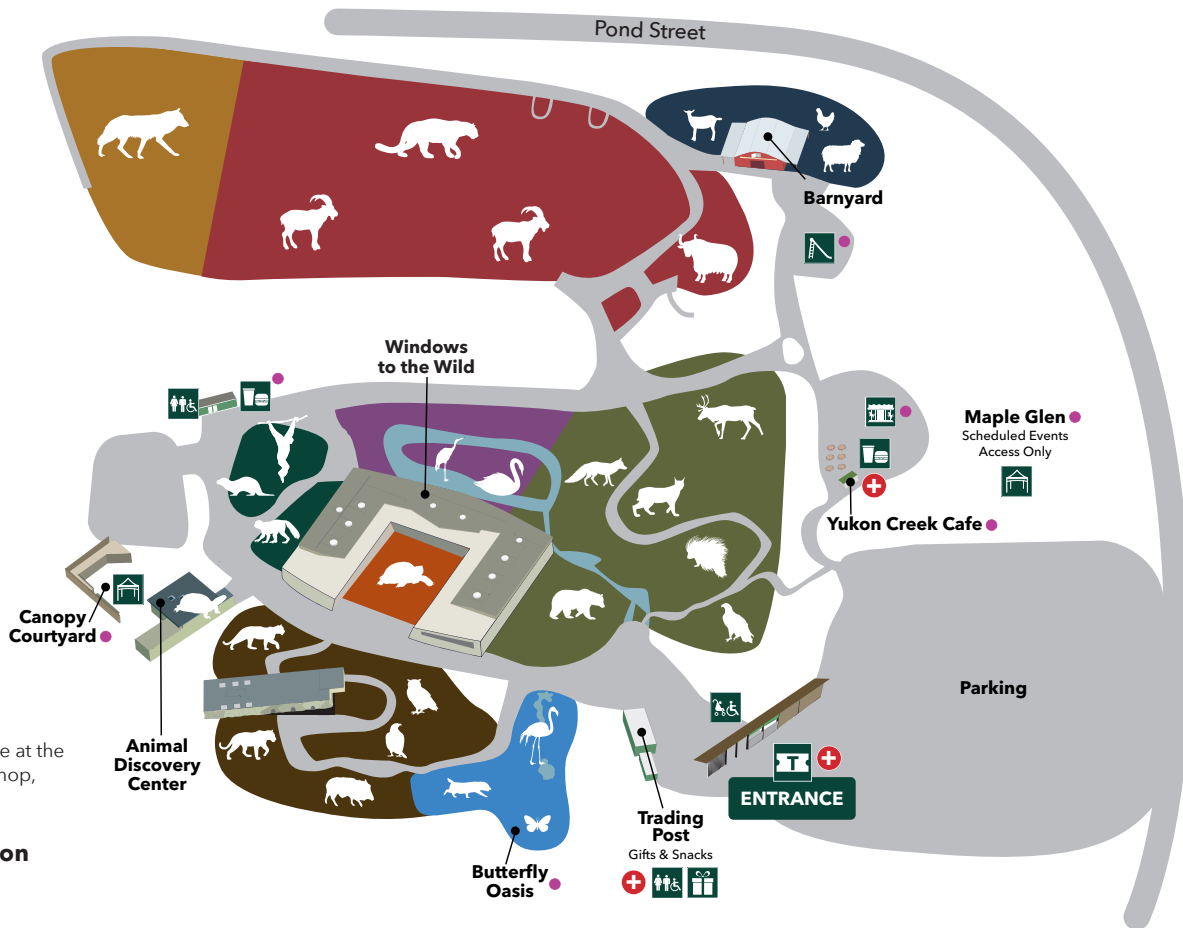 Pond Street
Barnyard
Windows
to the Wild
Maple Glen
Scheduled Events
Access Only
Yukon Creek Cafe
Canopy
Courtyard
Parking
e at the
hop,
Animal
Discovery
Center
T
ENTRANCE
Trading
Post
Gifts & Snacks
on
Butterfly
Oasis